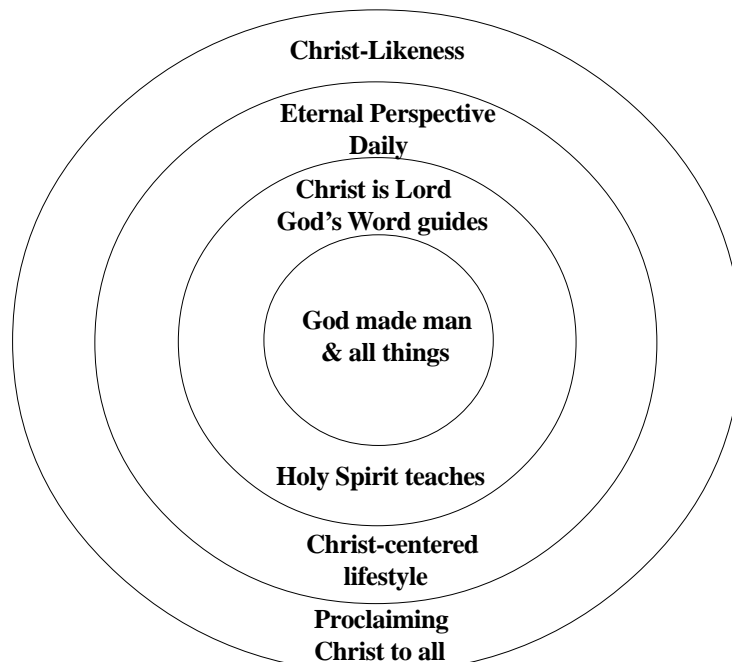 Christ-Likeness
Eternal Perspective
Daily
Christ is Lord
God’s Word guides
God made man
& all things
Holy Spirit teaches
Christ-centered
lifestyle
Proclaiming
Christ to all